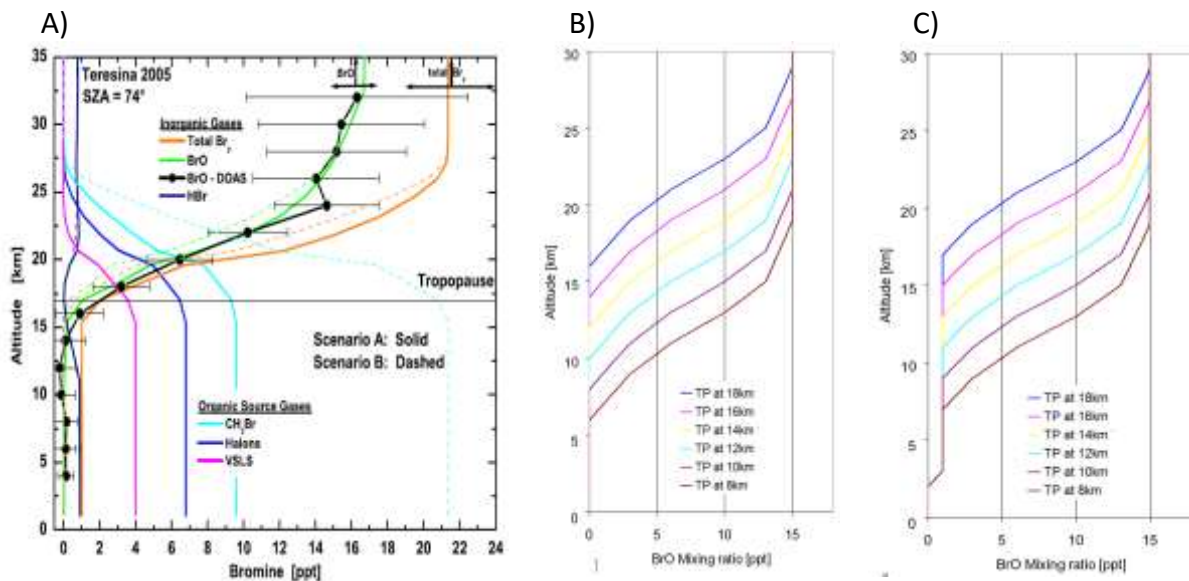 A)
35
30
25
20
15
10
5
0
Altitude [km]
Teresina 2005
SZA = 74°
Inorganic Gases
Total Bry
BrO
BrO - DOAS
HBr
BrO
total Bry
Tropopause
Scenario A: Solid
Scenario B: Dashed
Organic Source Gases
CH3Br
Halons
VSLS
0 2 4 6 8 10 12 14 16 18 20 22 24
Bromine [ppt]
B)
30
25
20
15
10
5
0
Altitude [km]
TP at 18km
TP at 16km
TP at 14km
TP at 12km
TP at 10km
TP at 8km
0 5 10 15
BrO Mixing ratio [ppt]
C)
30
25
20
15
10
5
0
Altitude [km]
TP at 18km
TP at 16km
TP at 14km
TP at 12km
TP at 10km
TP at 8km
0 5 10 15
BrO Mixing ratio [ppt]